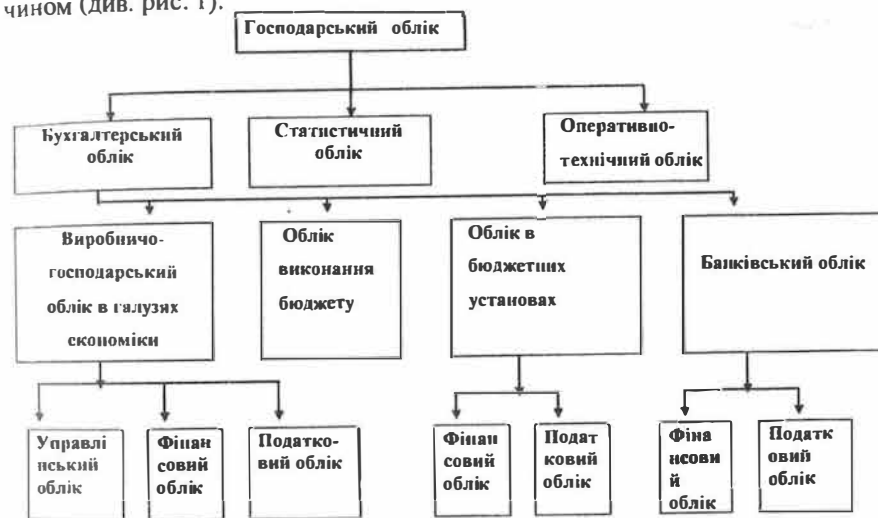 чином (див. рис. 1).
Господарський облік
Бухгалтерський
облік
Статистичний
облік
Оперативно-
технічний облік
Виробничо-
господарський
облік в галузях
економіки
Облік
виконання
бюджету
Облік в
бюджетних
установах
Банківський облік
Управлі
нський
облік
Фінан
совий
облік
Податко-
вий облік
Фінан
совий
облік
Подат
ковий
облік
Фіна
нсови
й
облік
Податк
овий
облік